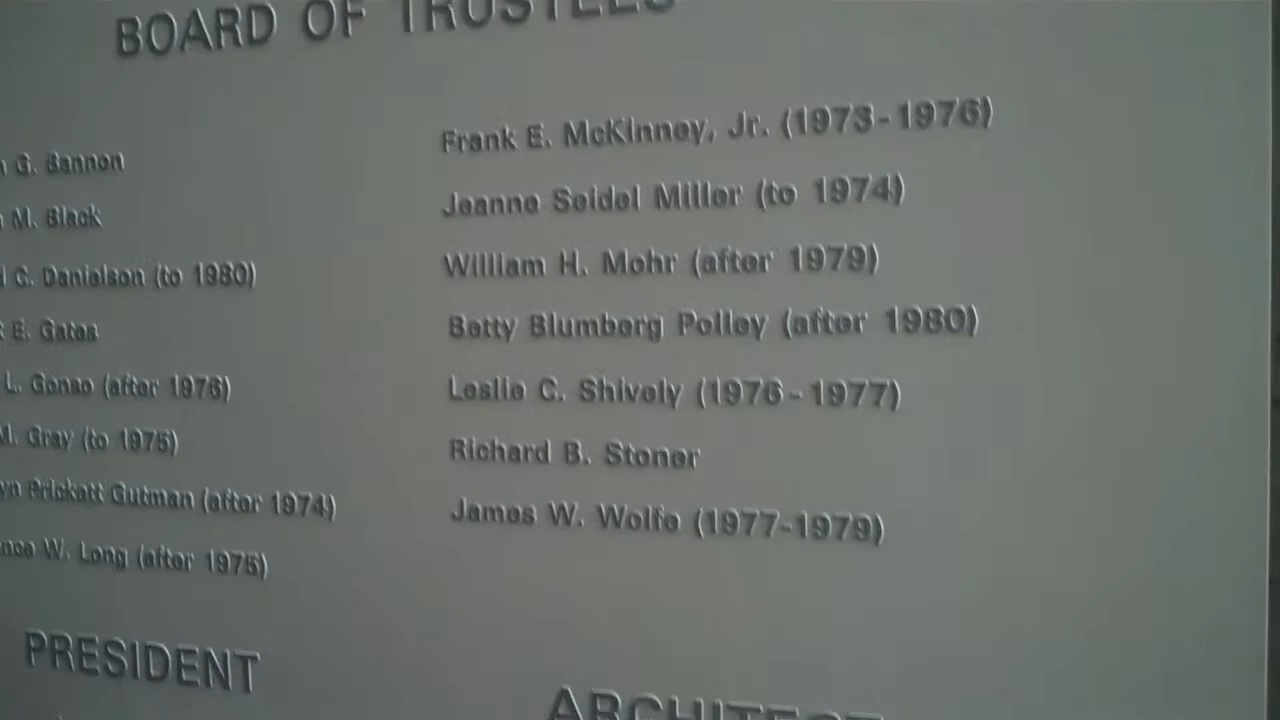 BOARD OF TRUSTEES
G. Bannon
M. Black
C. Danielson (to 1980)
E. Gates
L. Gonso (after 1976)
M. Gray (to 1975)
Prickett Gutman (after 1974)
W. Long (after 1975)
Frank E. McKinney, Jr. (1973-1976)
Jeanne Seidel Miller (to 1974)
William H. Mohr (after 1979)
Betty Blumberg Polley (after 1980)
Leslie C. Shively (1976-1977)
Richard B. Stoner
James W. Wolfe (1977-1979)
PRESIDENT
ARCHITECT